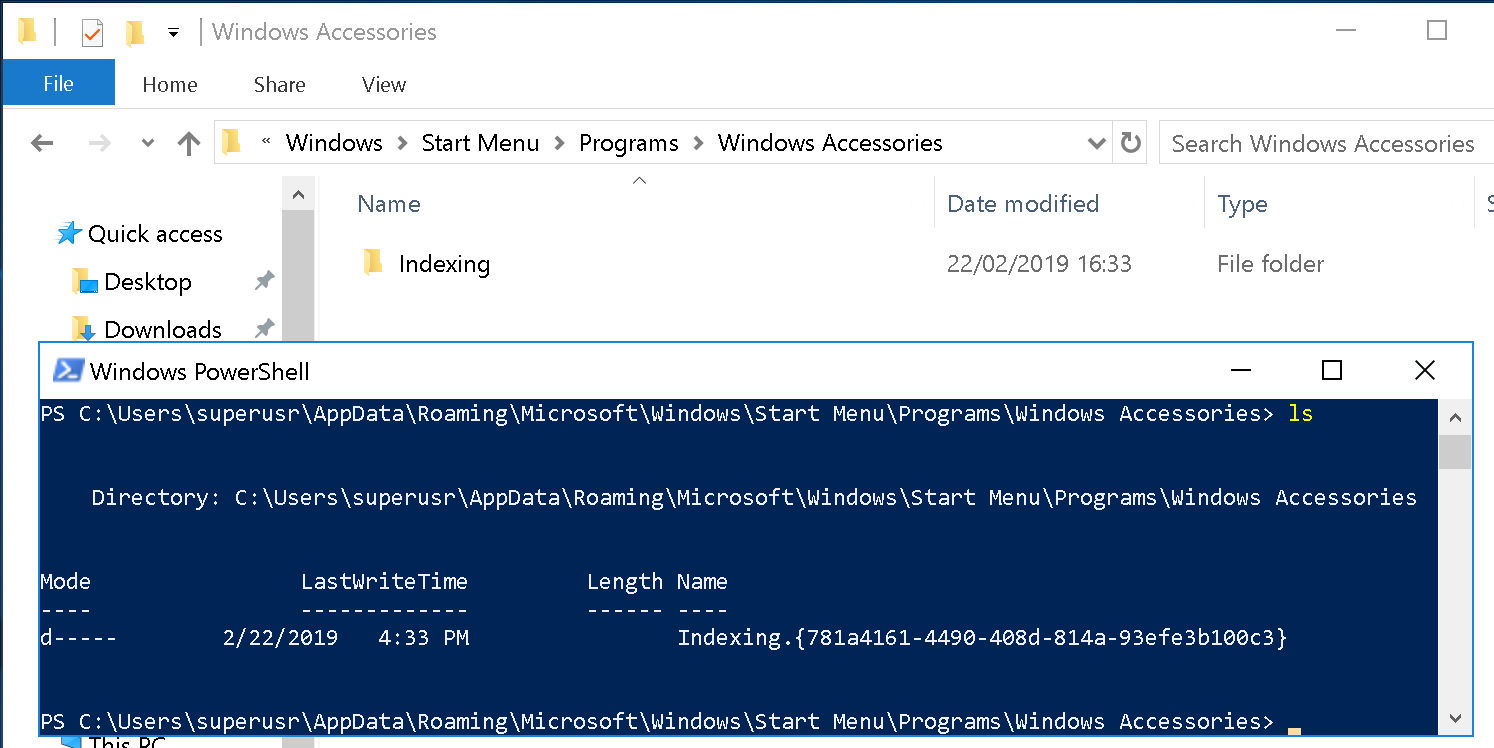 Windows Accessories
File Home Share View
« Windows > Start Menu > Programs > Windows Accessories Search Windows Accessories
Name Date modified Type
Quick access
Indexing 22/02/2019 16:33 File folder
Desktop
Downloads
Windows PowerShell
PS C:\Users\superusr\AppData\Roaming\Microsoft\Windows\Start Menu\Programs\Windows Accessories> ls
Directory: C:\Users\superusr\AppData\Roaming\Microsoft\Windows\Start Menu\Programs\Windows Accessories
Mode LastWriteTime Length Name
---- ------------- ------ ----
d----- 2/22/2019 4:33 PM Indexing.{781a4161-4490-408d-814a-93efe3b100c3}
PS C:\Users\superusr\AppData\Roaming\Microsoft\Windows\Start Menu\Programs\Windows Accessories>
This PC